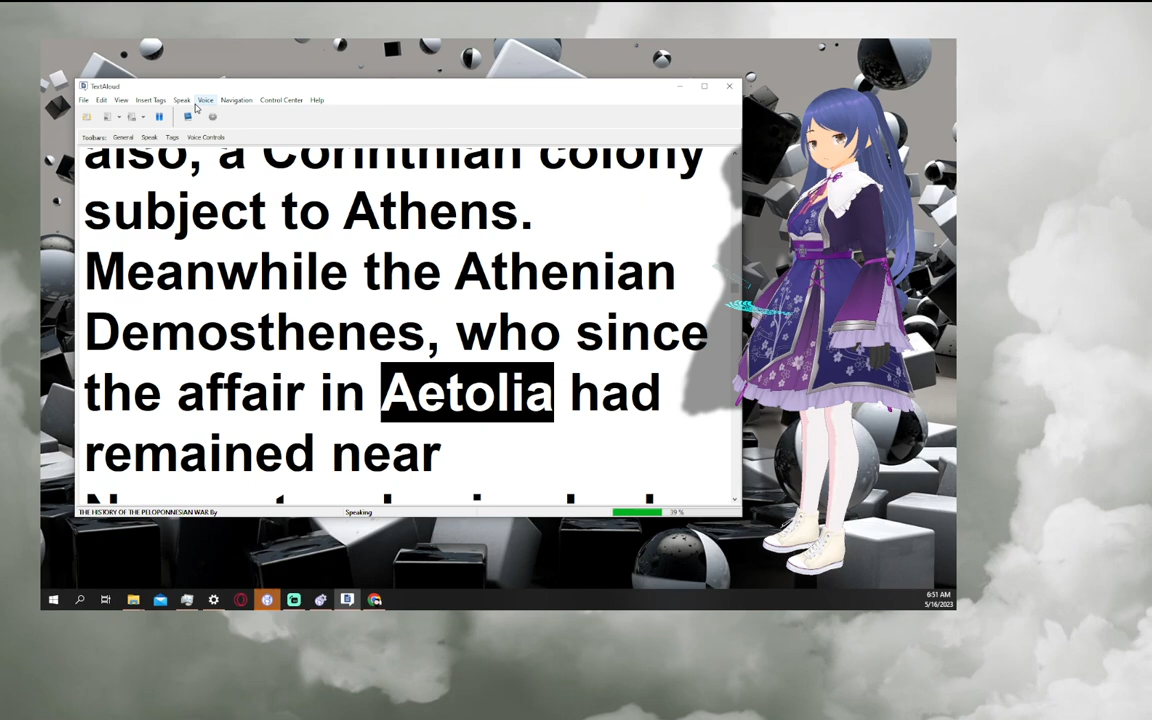 TextAloud
File Edit View Insert Tags Speak Voice Navigation Control Center Help
Toolbars: General Speak Tags Voice Controls
also, a Corinthian colony
subject to Athens.
Meanwhile the Athenian
Demosthenes, who since
the affair in Aetolia had
remained near
THE HISTORY OF THE PELOPONNESIAN WAR By Speaking 39 %
6:51 AM
5/16/2023